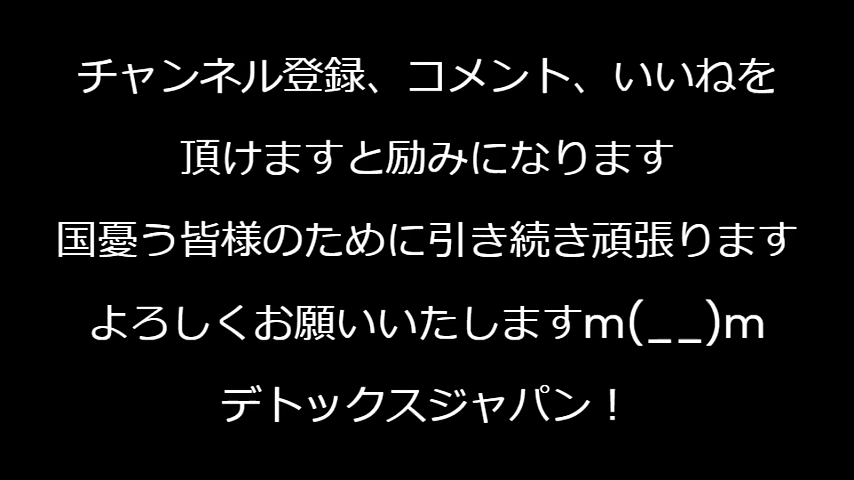 チャンネル登録、コメント、いいねを
頂けますと励みになります
国憂う皆様のために引き続き頑張ります
よろしくお願いいたしますm(__)m
デトックスジャパン！